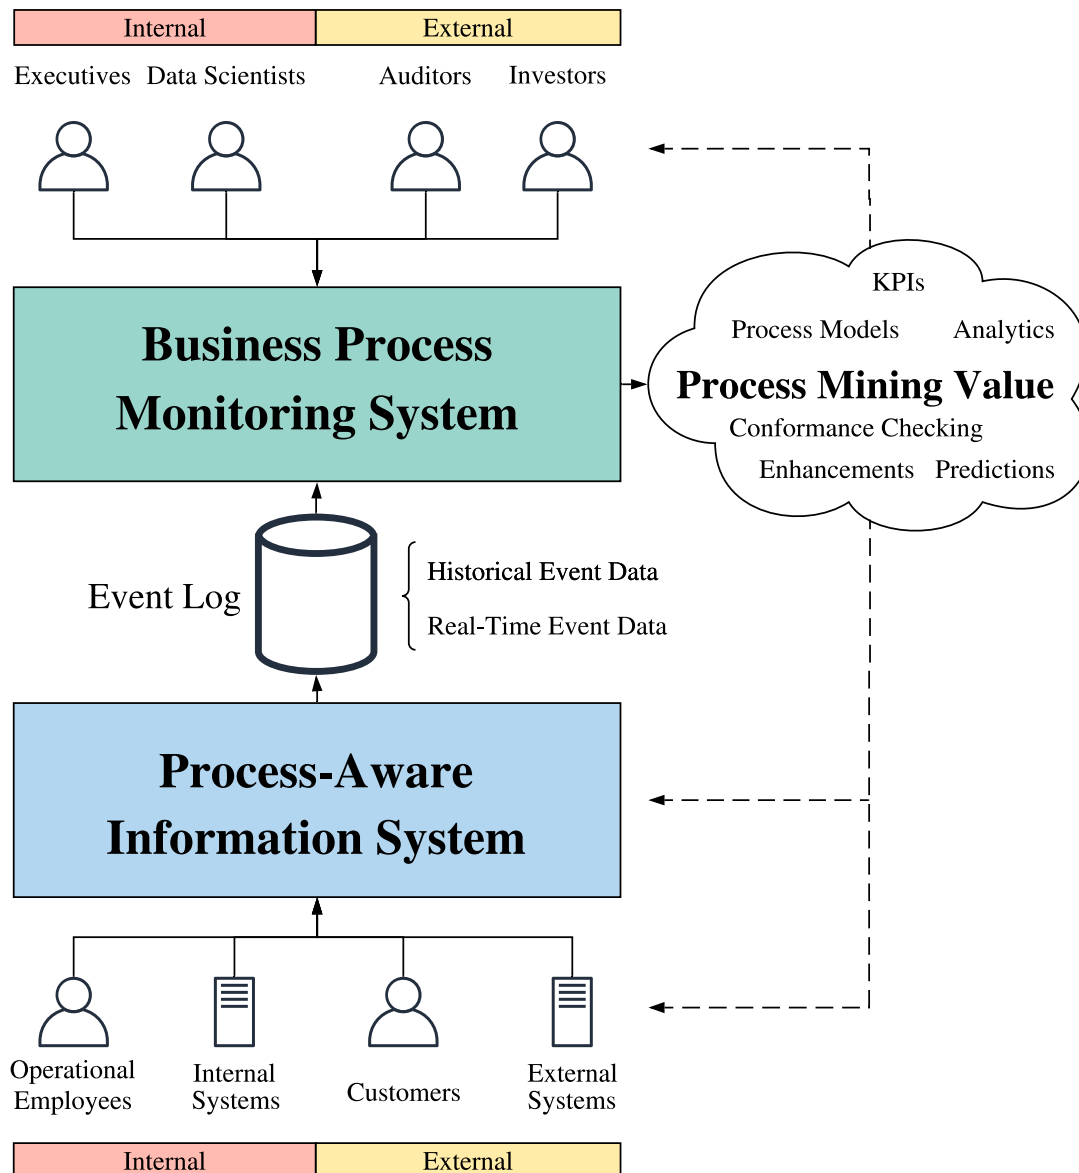 Internal
External
Executives
Data Scientists
Auditors
Investors
Business Process
Monitoring System
KPIs
Process Models
Analytics
Process Mining Value
Conformance Checking
Enhancements
Predictions
Event Log
Historical Event Data
Real-Time Event Data
Process-Aware
Information System
Operational
Employees
Internal
Systems
Customers
External
Systems
Internal
External